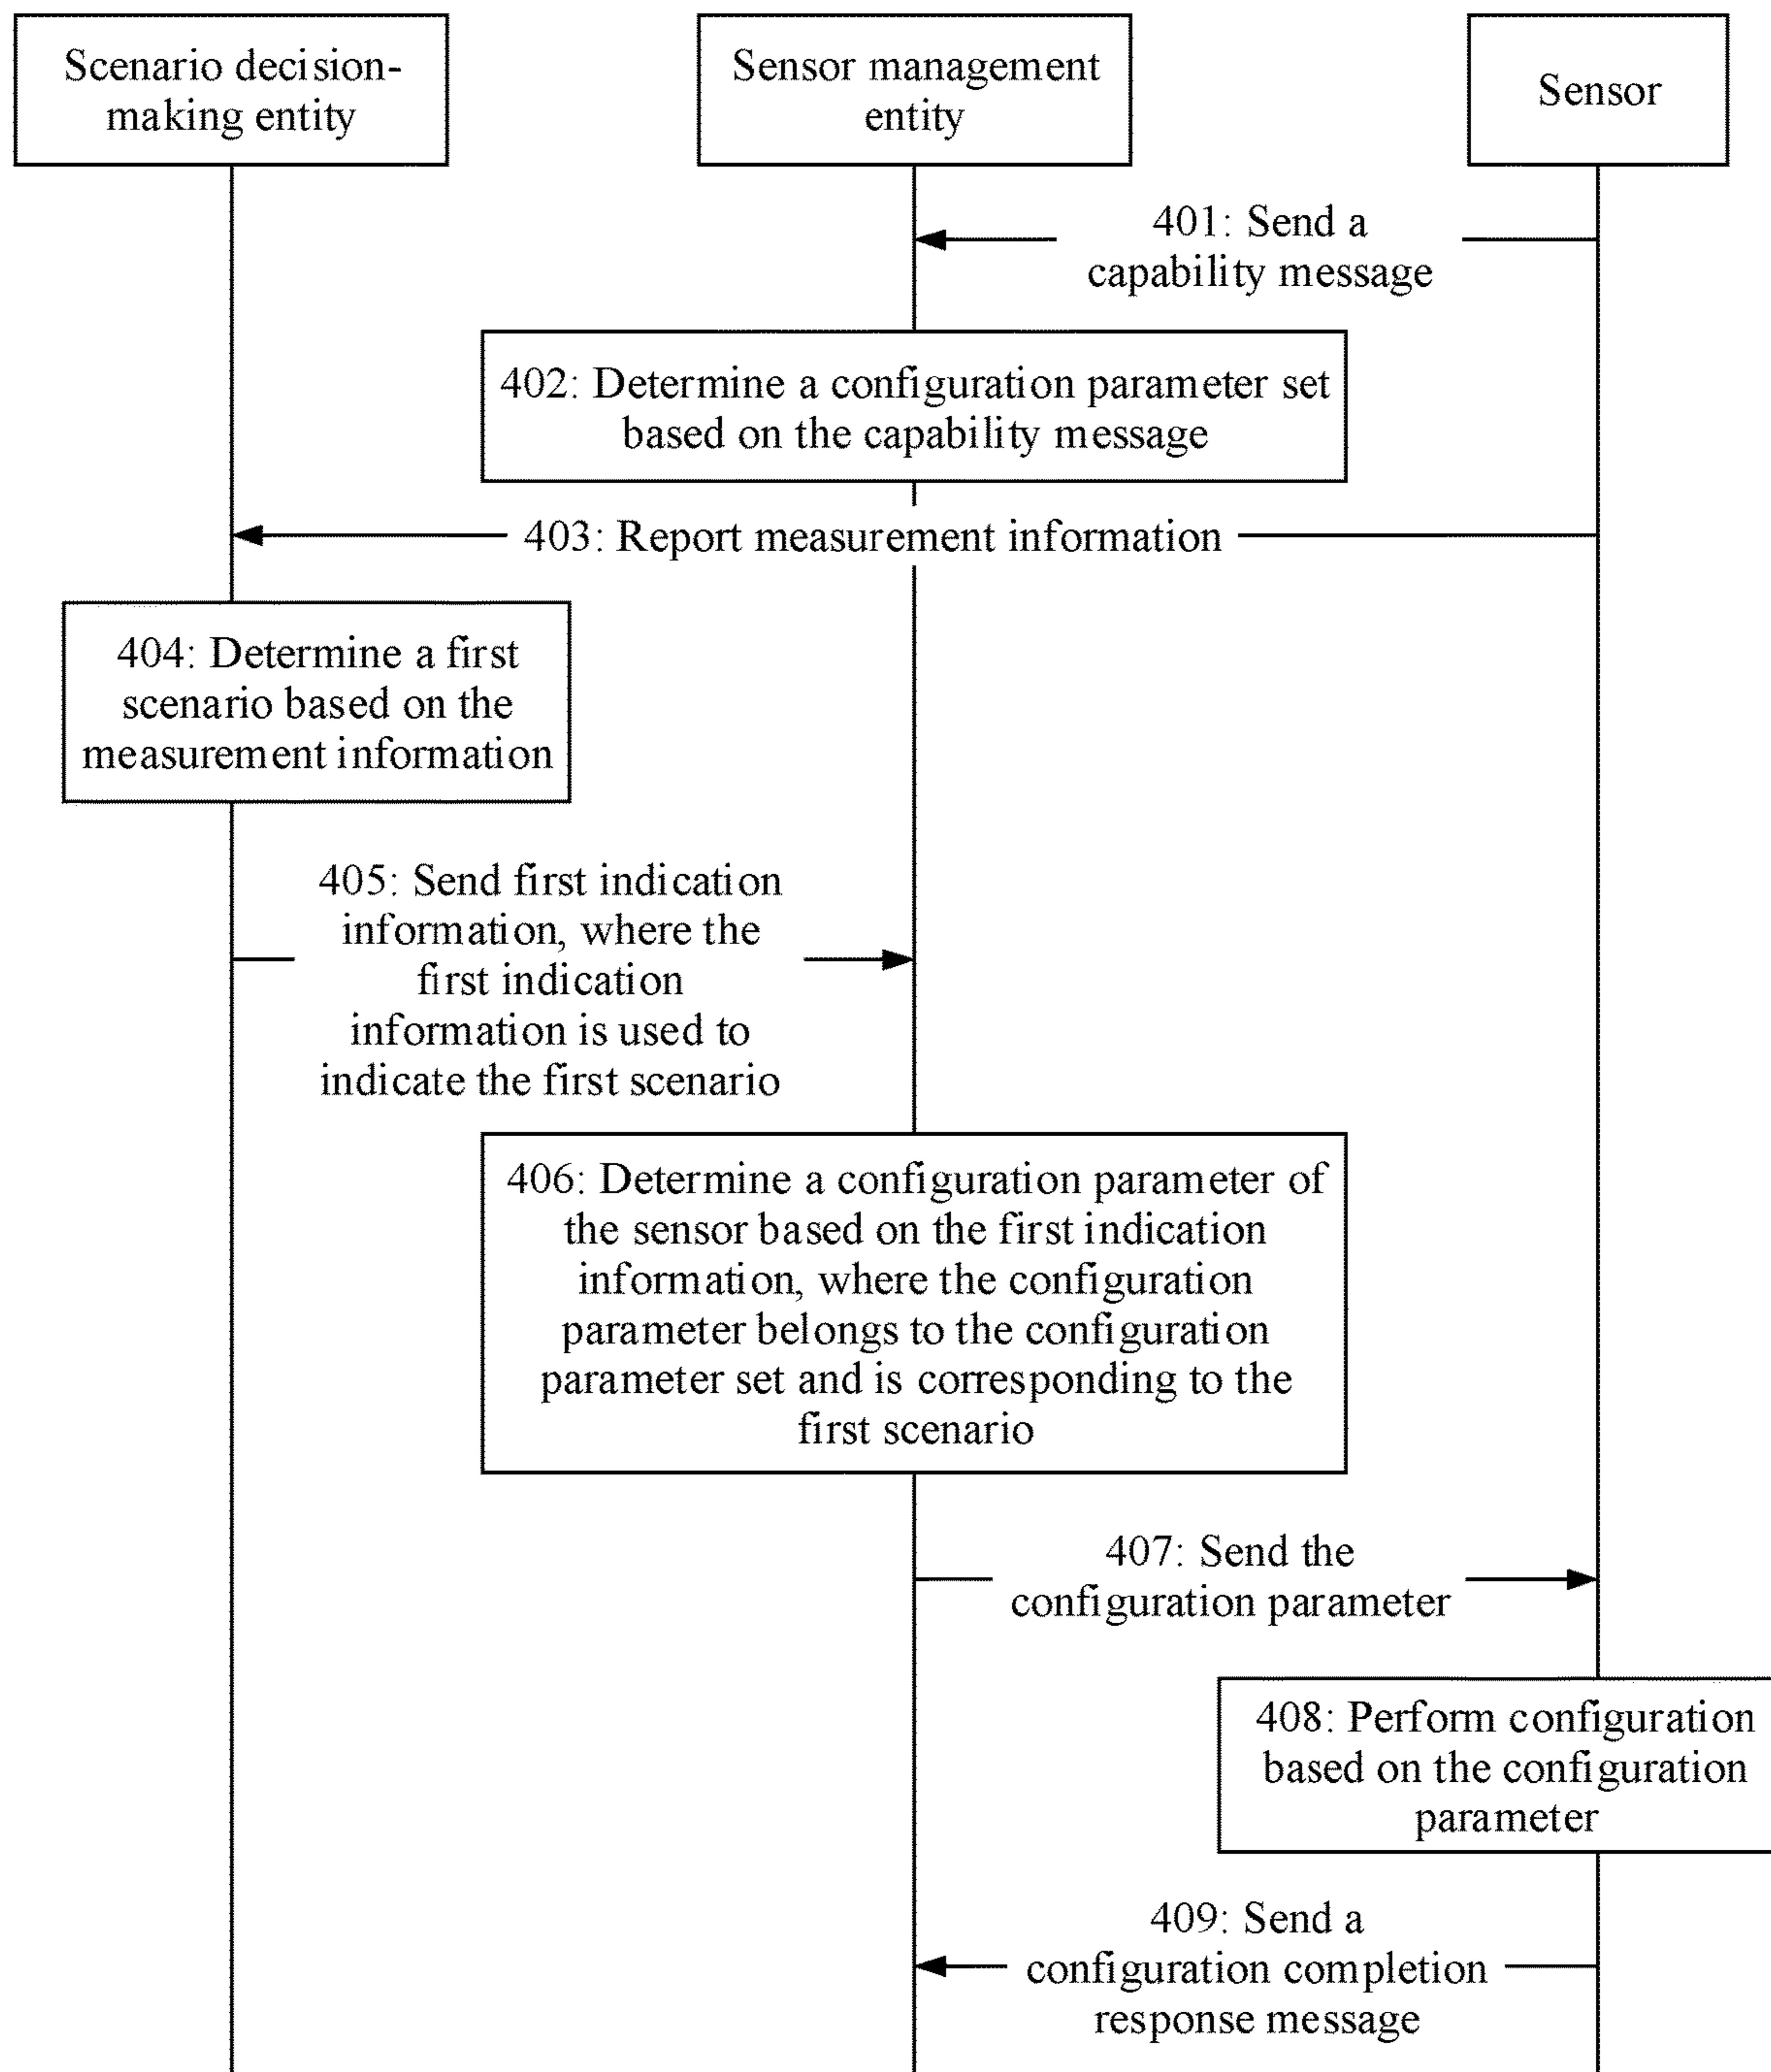 Scenario decision-
making entity
Sensor management
entity
Sensor
401: Send a
capability message
402: Determine a configuration parameter set
based on the capability message
403: Report measurement information
404: Determine a first
scenario based on the
measurement information
405: Send first indication
information, where the
first indication
information is used to
indicate the first scenario
406: Determine a configuration parameter of
the sensor based on the first indication
information, where the configuration
parameter belongs to the configuration
parameter set and is corresponding to the
first scenario
407: Send the
configuration parameter
408: Perform configuration
based on the configuration
parameter
409: Send a
configuration completion
response message